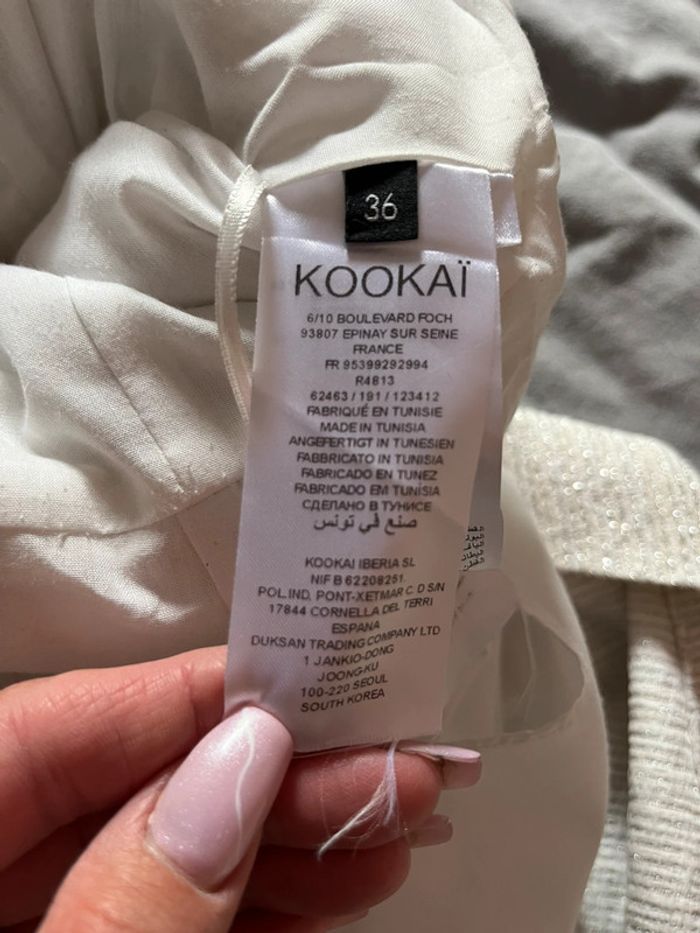 36
KOOKAÏ
6/10 BOULEVARD FOCH
93807 EPINAY SUR SEINE
FRANCE
FR 95399292994
R4813
62463 / 191 / 123412
FABRIQUÉ EN TUNISIE
MADE IN TUNISIA
ANGEFERTIGT IN TUNESIEN
FABBRICATO IN TUNISIA
FABRICADO EN TUNEZ
FABRICADO EM TUNÍSIA
СДЕЛАНО В ТУНИСЕ
صنع في تونس
KOOKAI IBERIA SL
NIF B 62208251
POL.IND. PONT-XETMAR C. D S/N
17844 CORNELLA DEL TERRI
ESPANA
DUKSAN TRADING COMPANY LTD
1 JANKIO-DONG
JOONG-KU
100-220 SEOUL
SOUTH KOREA